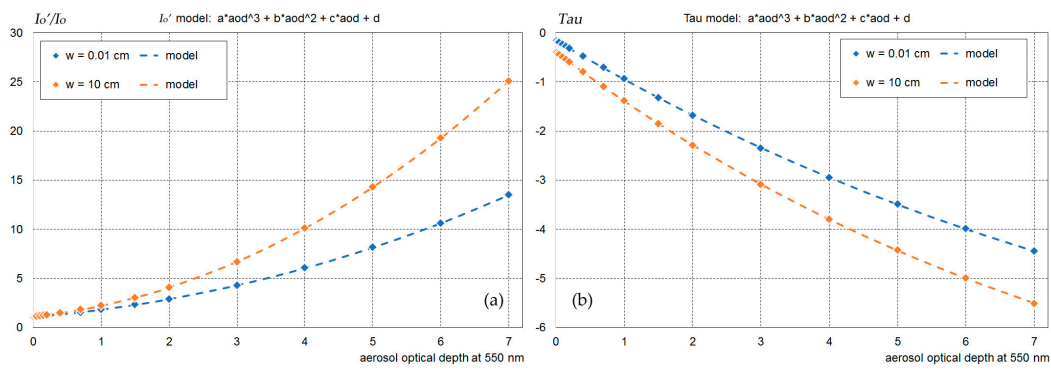 Io′/Io
Io′ model: a*aod^3 + b*aod^2 + c*aod + d
30
25
20
15
10
5
0
w = 0.01 cm
model
w = 10 cm
model
(a)
0 1 2 3 4 5 6 7
aerosol optical depth at 550 nm
Tau
Tau model: a*aod^3 + b*aod^2 + c*aod + d
0
-1
-2
-3
-4
-5
-6
w = 0.01 cm
model
w = 10 cm
model
(b)
0 1 2 3 4 5 6 7
aerosol optical depth at 550 nm